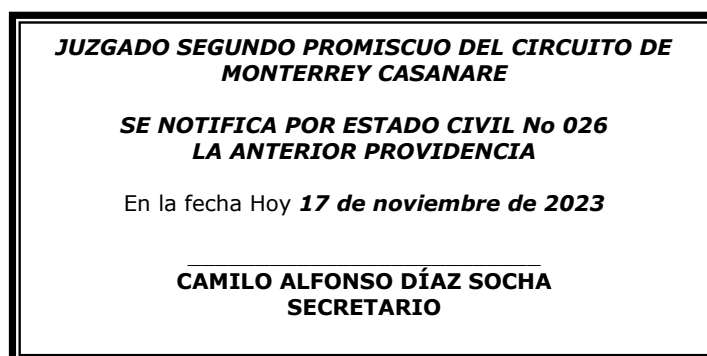 JUZGADO SEGUNDO PROMISCUO DEL CIRCUITO DE
MONTERREY CASANARE
SE NOTIFICA POR ESTADO CIVIL No 026
LA ANTERIOR PROVIDENCIA
En la fecha Hoy 17 de noviembre de 2023
CAMILO ALFONSO DÍAZ SOCHA
SECRETARIO